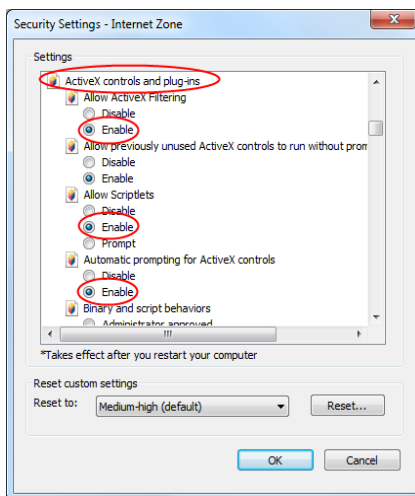 Security Settings - Internet Zone
Settings
ActiveX controls and plug-ins
Allow ActiveX Filtering
Disable
Enable
Allow previously unused ActiveX controls to run without prom
Disable
Enable
Allow Scriptlets
Disable
Enable
Prompt
Automatic prompting for ActiveX controls
Disable
Enable
Binary and script behaviors
Administrator approved
*Takes effect after you restart your computer
Reset custom settings
Reset to:
Medium-high (default)
Reset...
OK
Cancel